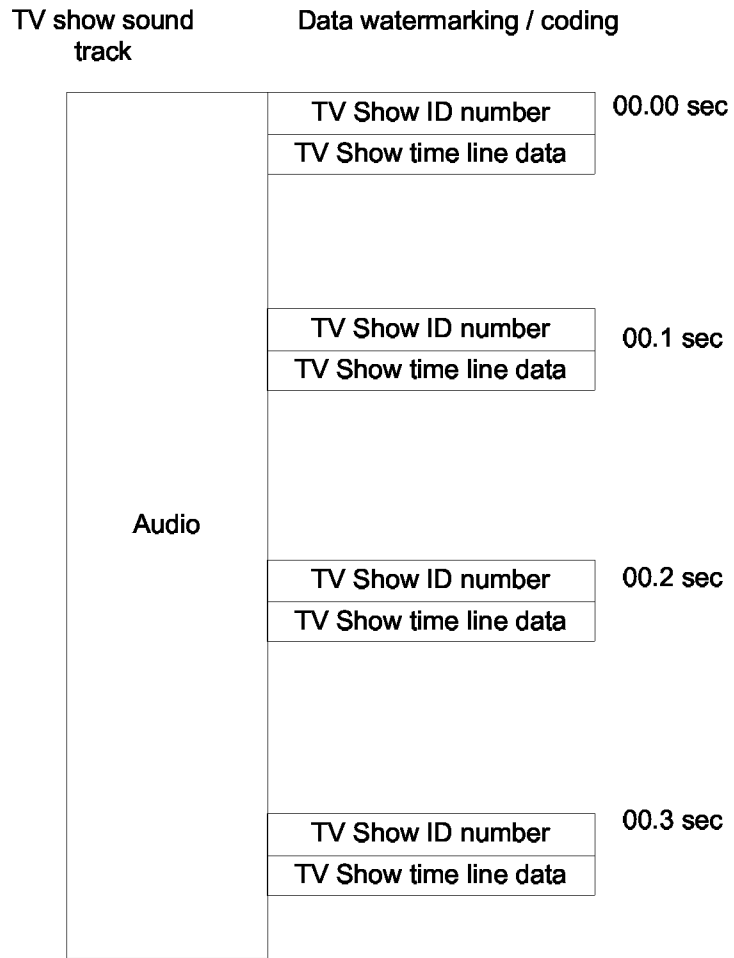 TV show sound
track
Data watermarking / coding
TV Show ID number
00.00 sec
TV Show time line data
TV Show ID number
00.1 sec
TV Show time line data
Audio
TV Show ID number
00.2 sec
TV Show time line data
TV Show ID number
00.3 sec
TV Show time line data